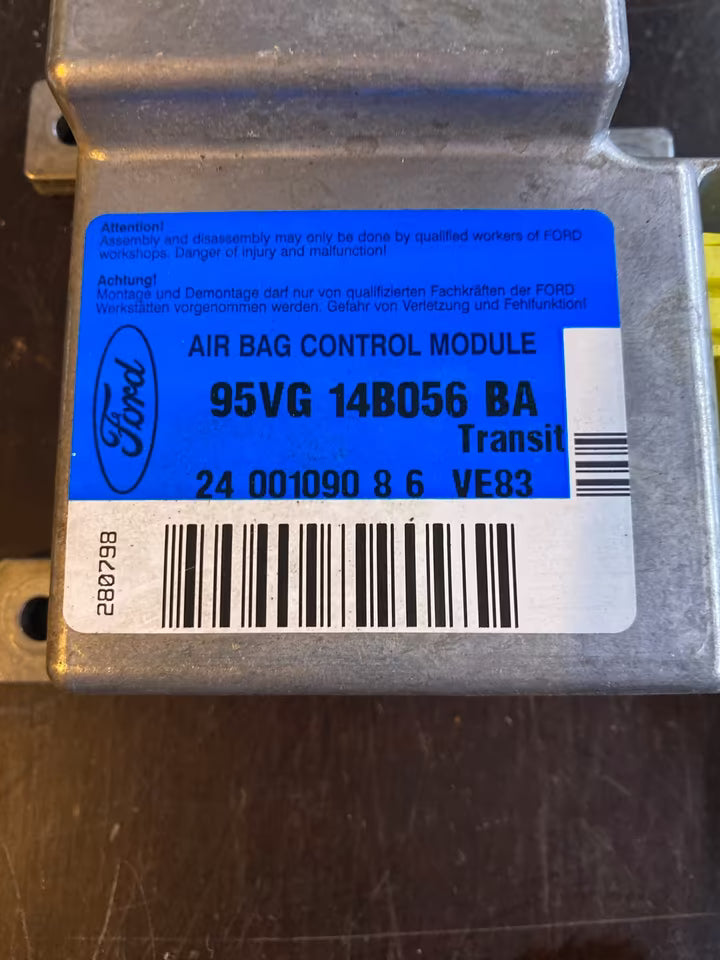 Attention!
Assembly and disassembly may only be done by qualified workers of FORD
workshops. Danger of injury and malfunction!
Achtung!
Montage und Demontage darf nur von qualifizierten Fachkräften der FORD
Werkstätten vorgenommen werden. Gefahr von Verletzung und Fehlfunktion!
Ford
AIR BAG CONTROL MODULE
95VG 14B056 BA
Transit
24 001090 8 6 VE83
280798